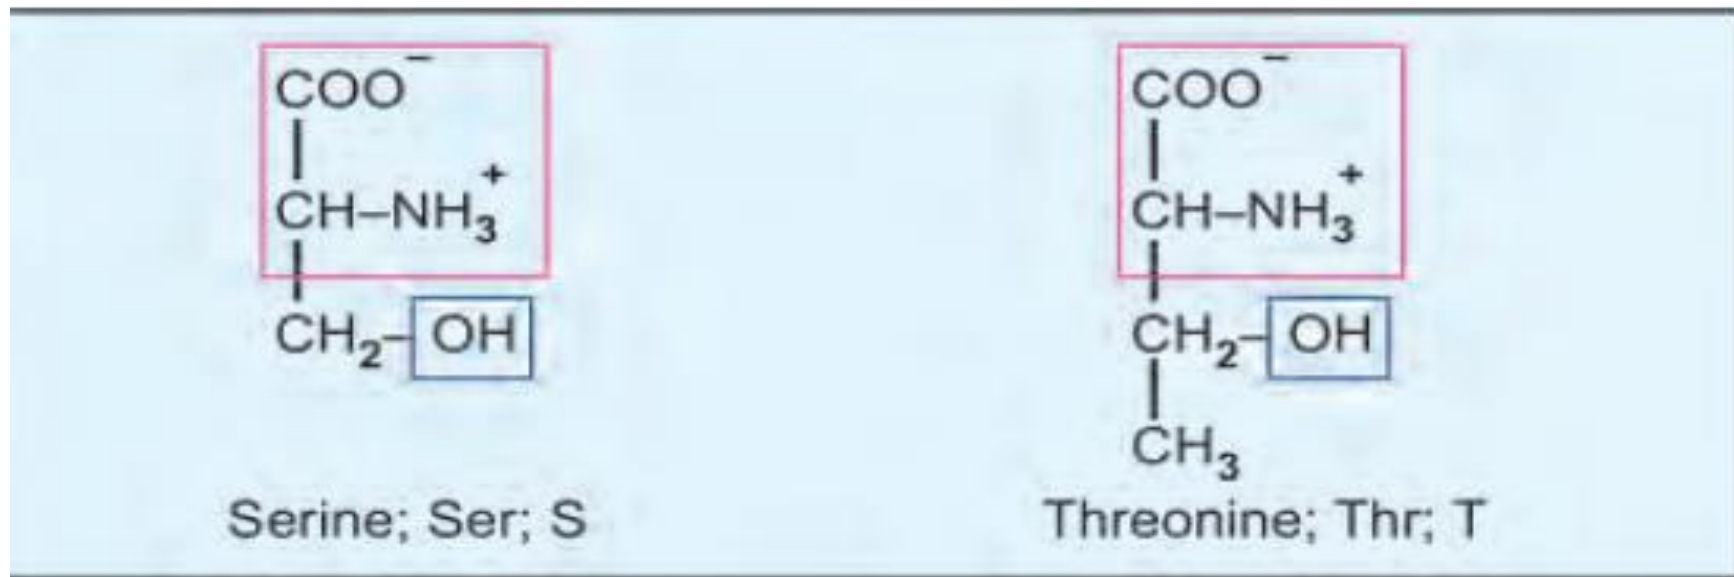 COO⁻ COO⁻
CH–NH₃⁺ CH–NH₃⁺
CH₂–OH CH₂–OH
CH₃
Serine; Ser; S Threonine; Thr; T